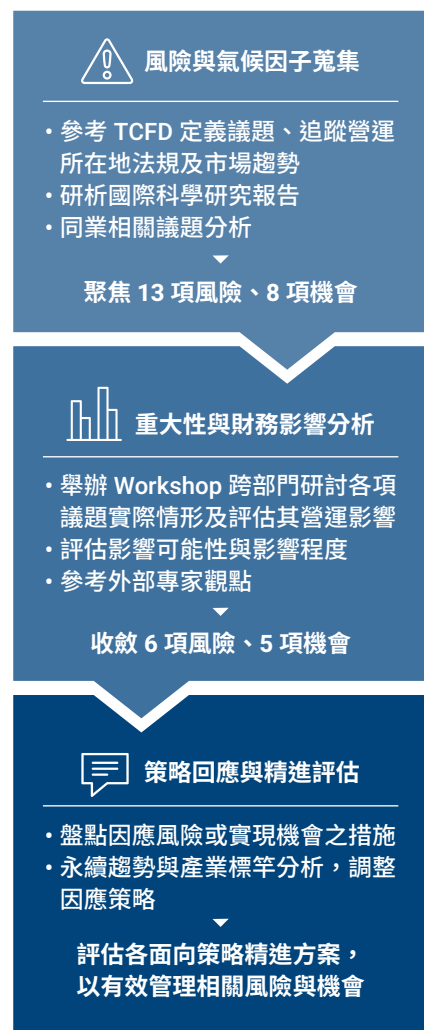 風險與氣候因子蒐集
•參考 TCFD 定義議題、追蹤營運
所在地法規及市場趨勢
•研析國際科學研究報告
•同業相關議題分析
聚焦 13 項風險、8 項機會
重大性與財務影響分析
•舉辦 Workshop 跨部門研討各項
議題實際情形及評估其營運影響
•評估影響可能性與影響程度
•參考外部專家觀點
收斂 6 項風險、5 項機會
策略回應與精進評估
•盤點因應風險或實現機會之措施
•永續趨勢與產業標竿分析，調整
因應策略
評估各面向策略精進方案，
以有效管理相關風險與機會